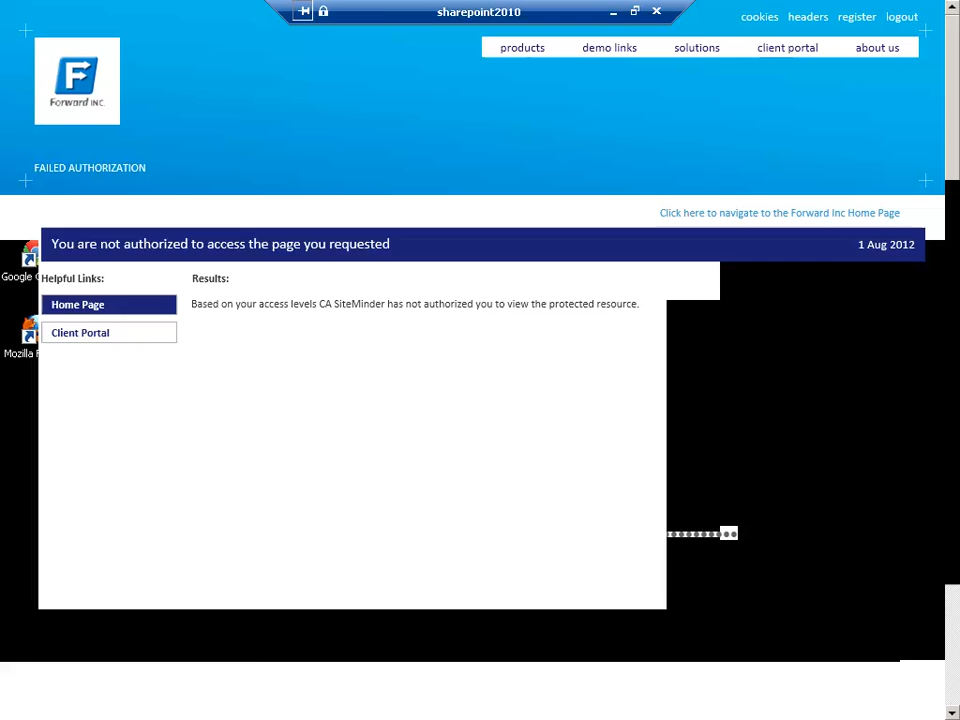 sharepoint2010
cookies headers register logout
products demo links solutions client portal about us
F
Forward INC.
FAILED AUTHORIZATION
Click here to navigate to the Forward Inc Home Page
You are not authorized to access the page you requested 1 Aug 2012
Google
Helpful Links: Results:
Home Page Based on your access levels CA SiteMinder has not authorized you to view the protected resource.
Client Portal
Mozilla